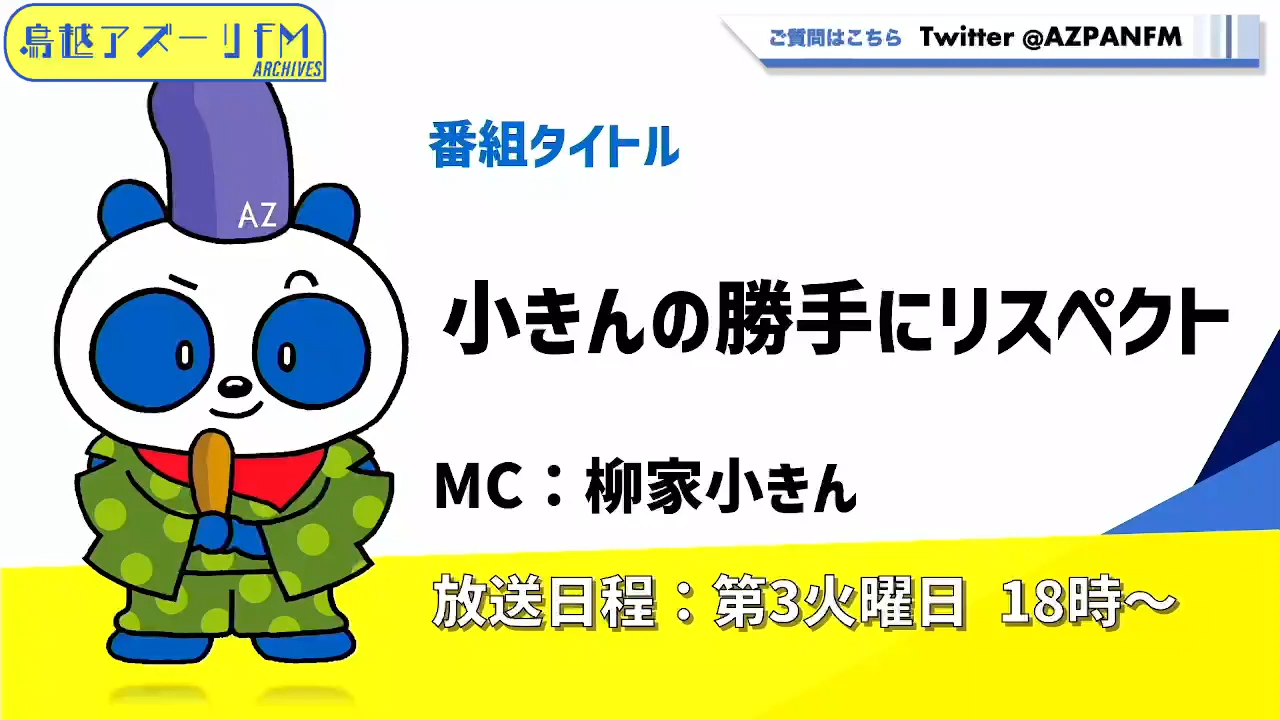 鳥越アズーリFM
ARCHIVES
ご質問はこちら Twitter @AZPANFM
AZ
番組タイトル
小きんの勝手にリスペクト
MC：柳家小きん
放送日程：第3火曜日 18時～